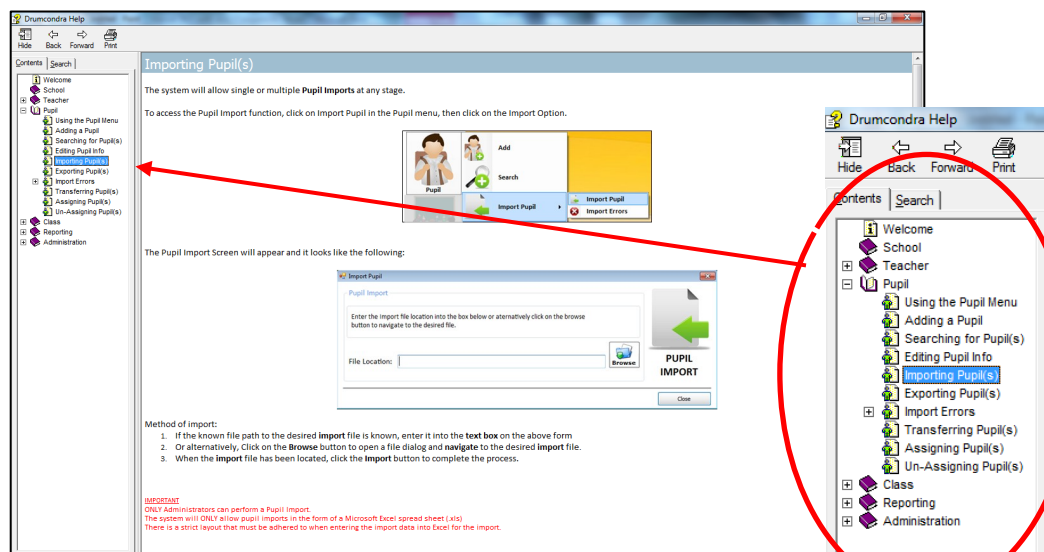 Drumcondra Help
Hide Back Forward Print
Contents Search
Welcome
School
Teacher
Pupil
Using the Pupil Menu
Adding a Pupil
Searching for Pupil(s)
Editing Pupil Info
Importing Pupil(s)
Exporting Pupil(s)
Import Errors
Transferring Pupil(s)
Assigning Pupil(s)
Un-Assigning Pupil(s)
Class
Reporting
Administration
Importing Pupil(s)
The system will allow single or multiple Pupil Imports at any stage.
To access the Pupil Import function, click on Import Pupil in the Pupil menu, then click on the Import Option.
Pupil
Add
Search
Import Pupil
Import Pupil
Import Errors
The Pupil Import Screen will appear and it looks like the following:
Import Pupil
Pupil Import
Enter the Import file location into the box below or aternatively click on the browse
button to navigate to the desired file.
File Location:
Browse
PUPIL
IMPORT
Close
Method of import:
1. If the known file path to the desired import file is known, enter it into the text box on the above form
2. Or alternatively, Click on the Browse button to open a file dialog and navigate to the desired import file.
3. When the import file has been located, click the Import button to complete the process.
IMPORTANT
ONLY Administrators can perform a Pupil Import.
The system will ONLY allow pupil imports in the form of a Microsoft Excel spread sheet (.xls)
There is a strict layout that must be adhered to when entering the import data into Excel for the import.
Drumcondra Help
Hide Back Forward Print
Contents Search
Welcome
School
Teacher
Pupil
Using the Pupil Menu
Adding a Pupil
Searching for Pupil(s)
Editing Pupil Info
Importing Pupil(s)
Exporting Pupil(s)
Import Errors
Transferring Pupil(s)
Assigning Pupil(s)
Un-Assigning Pupil(s)
Class
Reporting
Administration